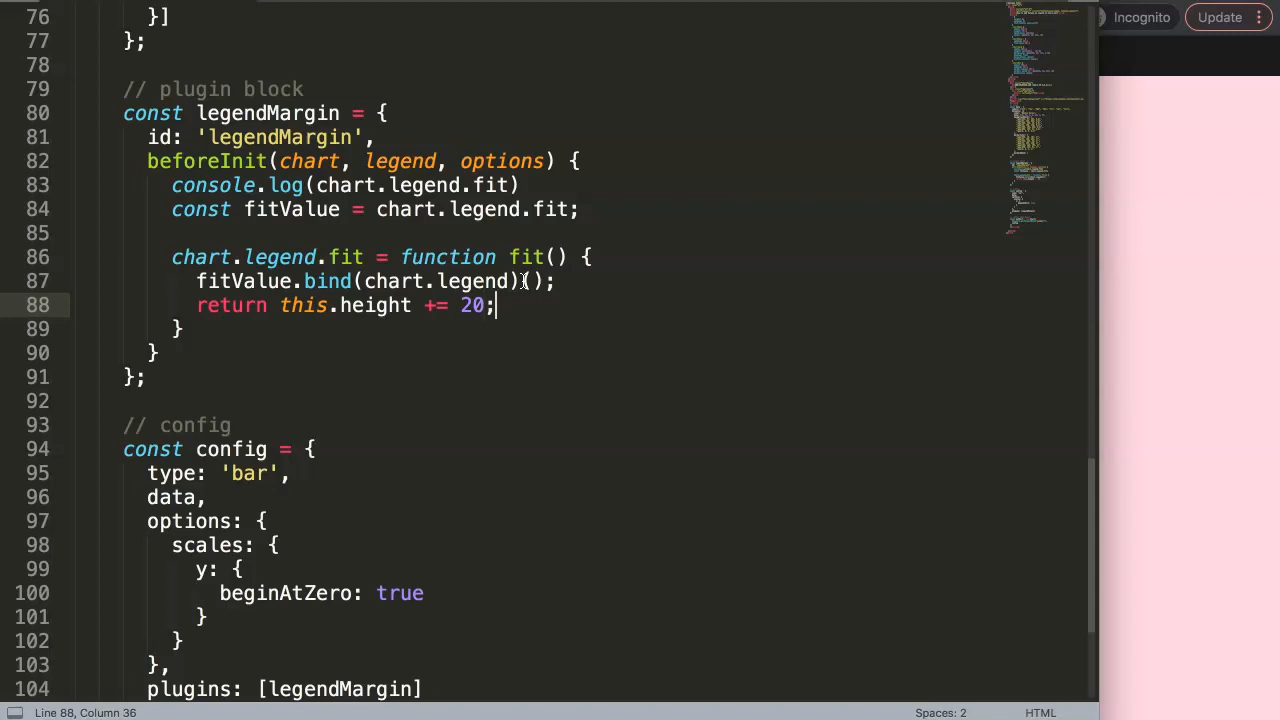 Incognito
Update
76 }]
77 };
78
79 // plugin block
80 const legendMargin = {
81 id: 'legendMargin',
82 beforeInit(chart, legend, options) {
83 console.log(chart.legend.fit)
84 const fitValue = chart.legend.fit;
85
86 chart.legend.fit = function fit() {
87 fitValue.bind(chart.legend)();
88 return this.height += 20;
89 }
90 }
91 };
92
93 // config
94 const config = {
95 type: 'bar',
96 data,
97 options: {
98 scales: {
99 y: {
100 beginAtZero: true
101 }
102 }
103 },
104 plugins: [legendMargin]
Line 88, Column 36
Spaces: 2
HTML